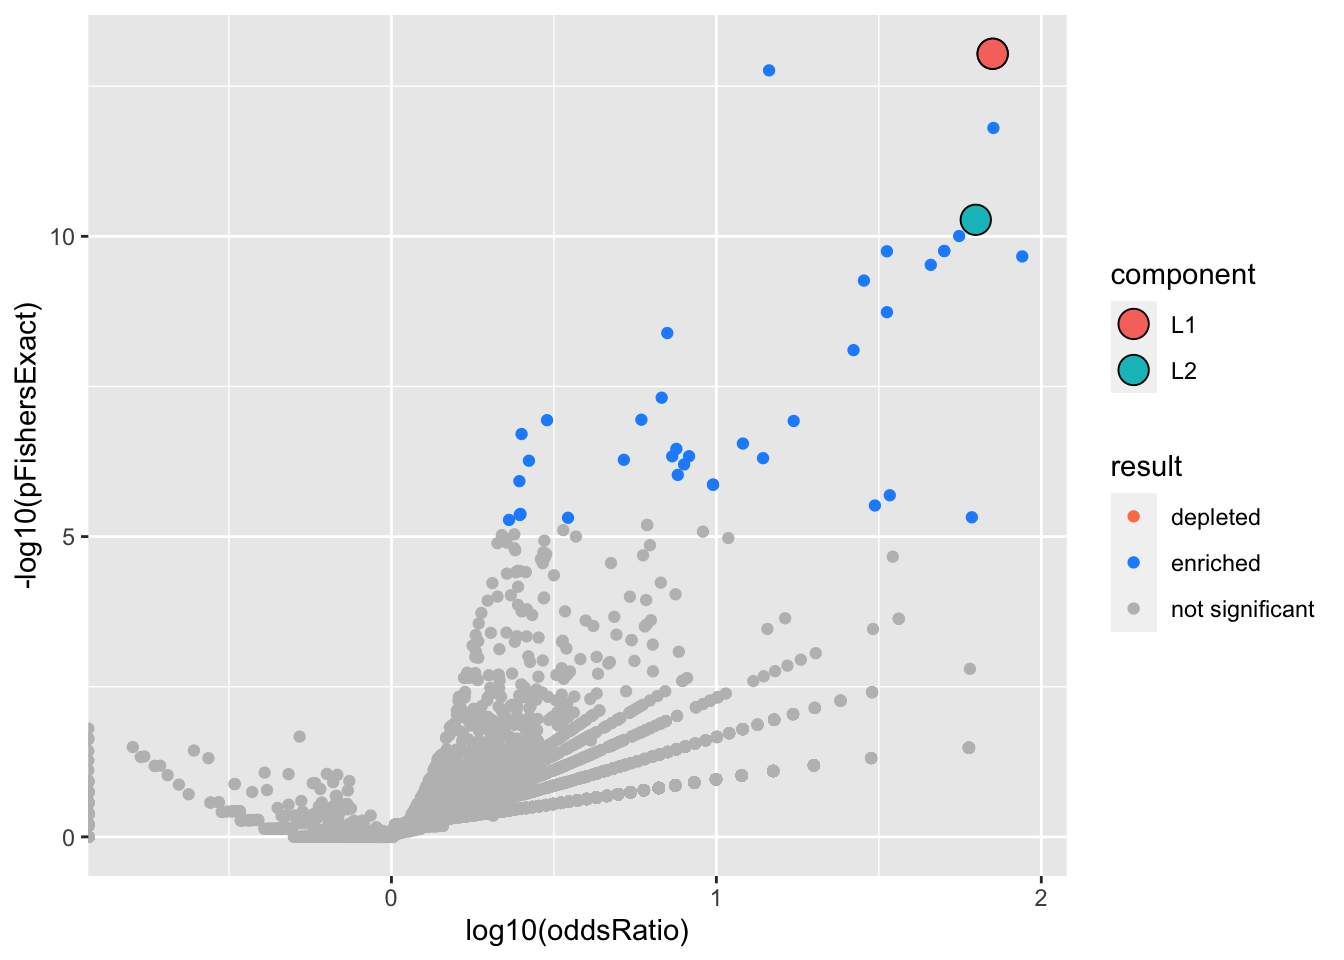 -log10(pFishersExact)
10
5
0
0
1
2
log10(oddsRatio)
component
L1
L2
result
depleted
enriched
not significant